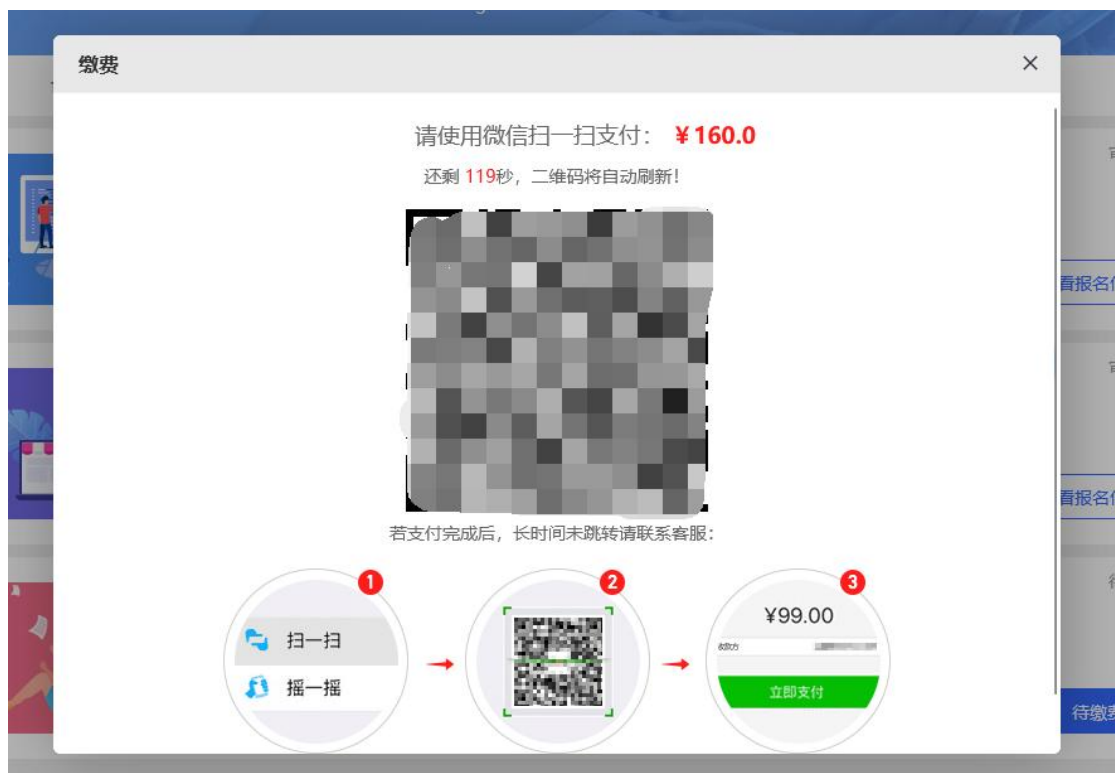 缴费
请使用微信扫一扫支付： ￥160.0
还剩 119秒，二维码将自动刷新！
若支付完成后，长时间未跳转请联系客服：
1
2
3
扫一扫
摇一摇
¥99.00
收款方
立即支付
看报名
看报名
待缴费